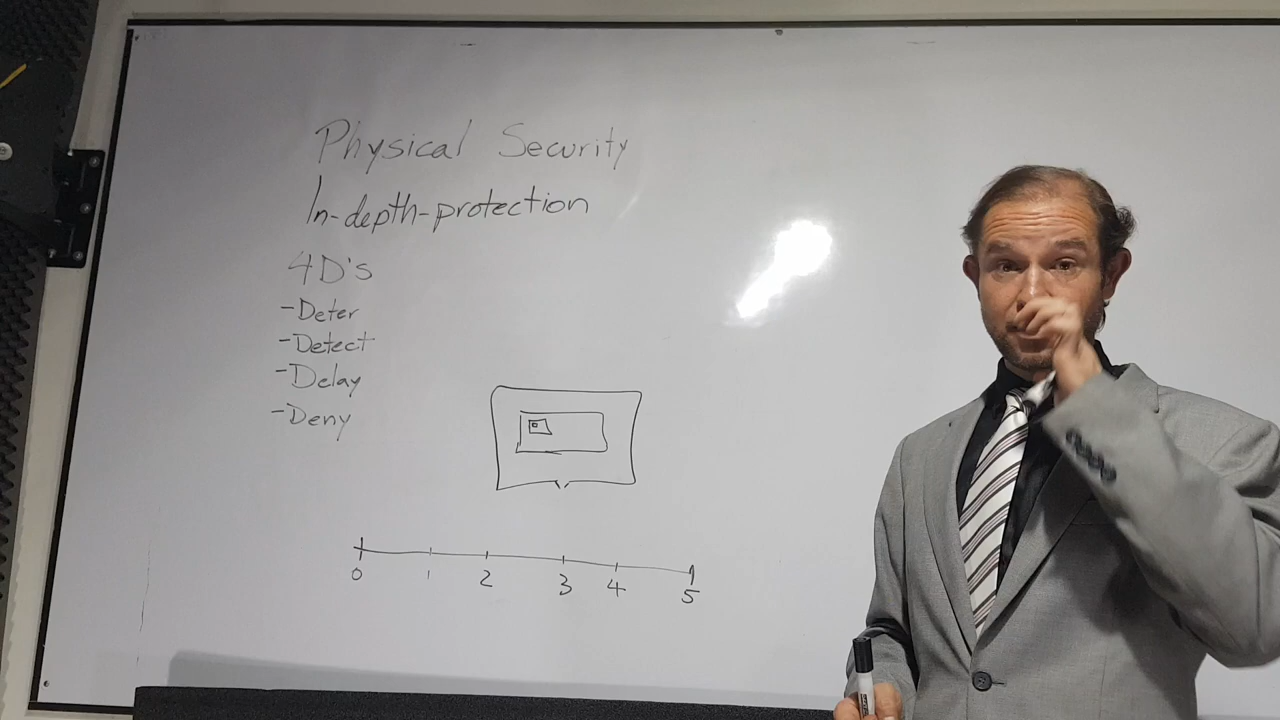 Physical Security
In-depth-protection
4D's
-Deter
-Detect
-Delay
-Deny
0 1 2 3 4 5